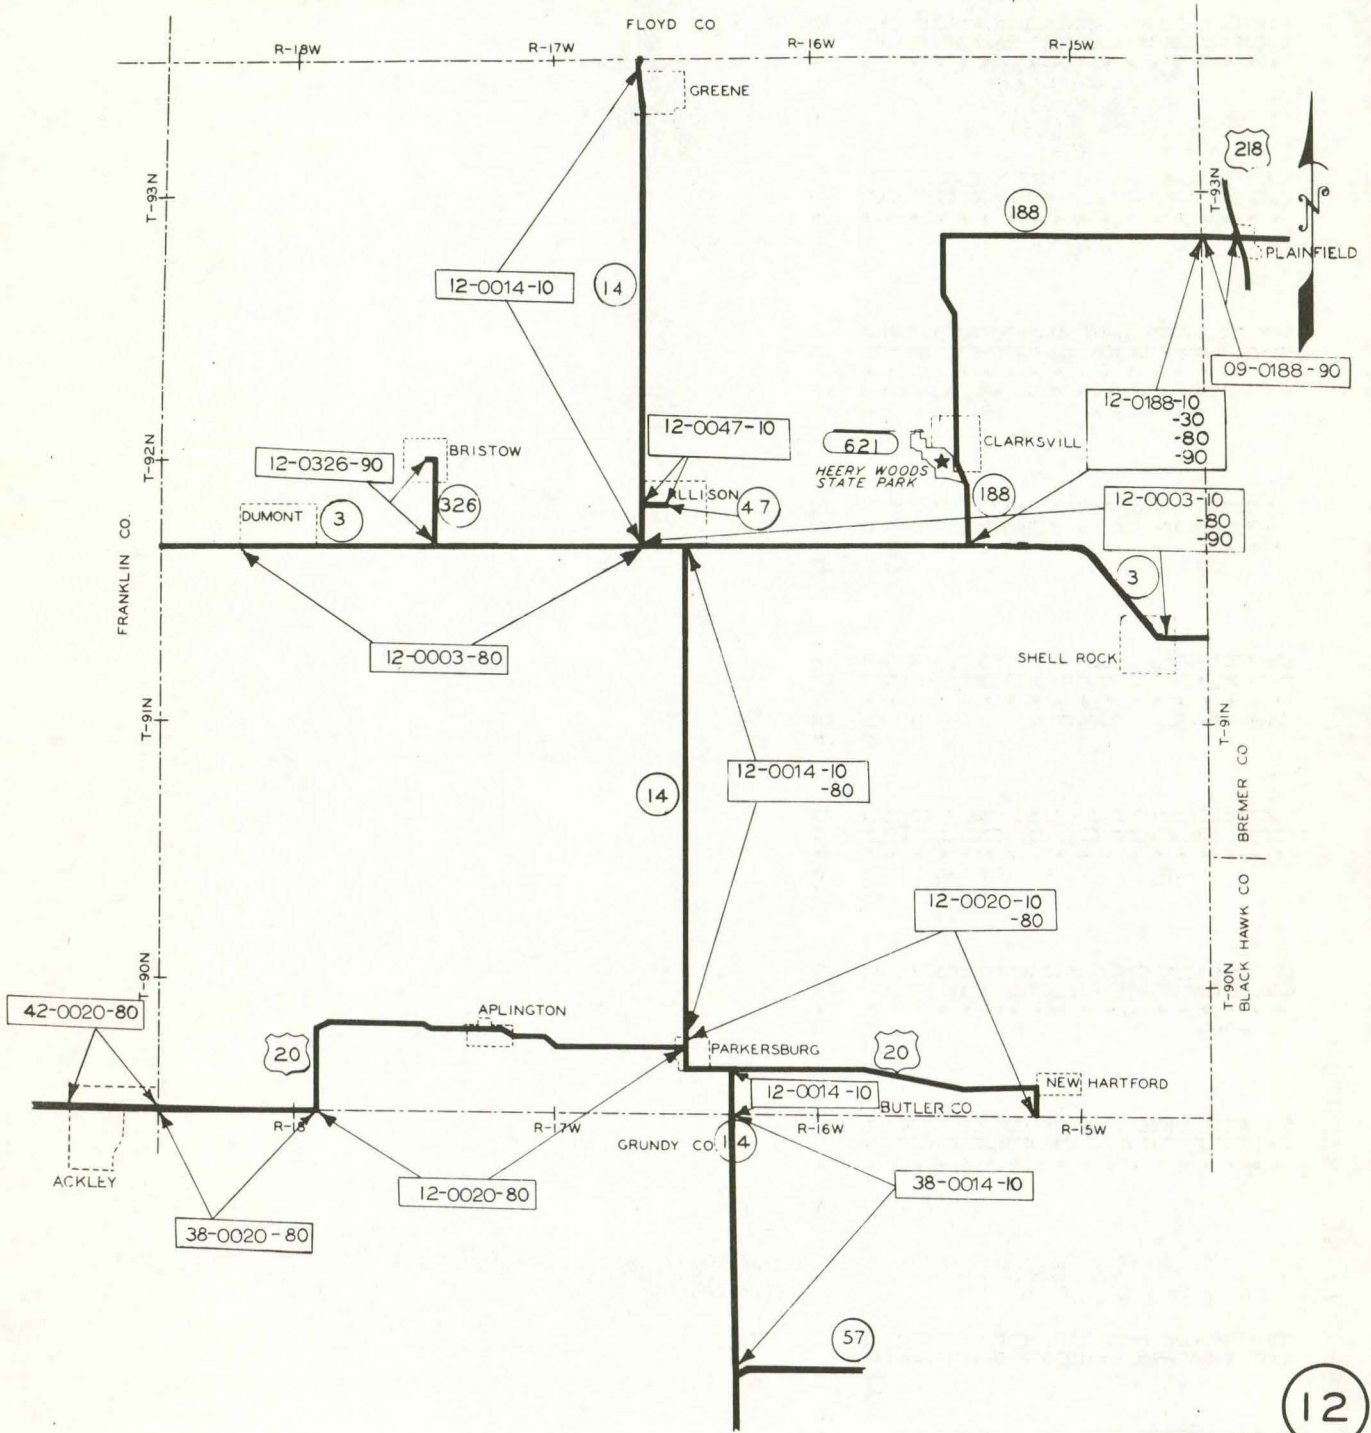 FLOYD CO
R-18W
R-17W
R-16W
R-15W
GREENE
218
T-93N
T-93N
188
PLAINFIELD
12-0014-10
14
09-0188-90
12-0188-10
-30
-80
-90
12-0047-10
621
CLARKSVILL
T-92N
BRISTOW
12-0326-90
HEERY WOODS
STATE PARK
326
LLISON
47
188
12-0003-10
-80
-90
DUMONT
3
FRANKLIN CO.
3
12-0003-80
SHELL ROCK
T-91N
T-91N
14
12-0014-10
-80
BREMER CO
BLACK HAWK CO
12-0020-10
-80
T-90N
T-90N
42-0020-80
APLINGTON
20
PARKERSBURG
20
NEW HARTFORD
12-0014-10
BUTLER CO
R-18
R-17W
R-16W
R-15W
GRUNDY CO.
14
ACKLEY
12-0020-80
38-0014-10
38-0020-80
57
12